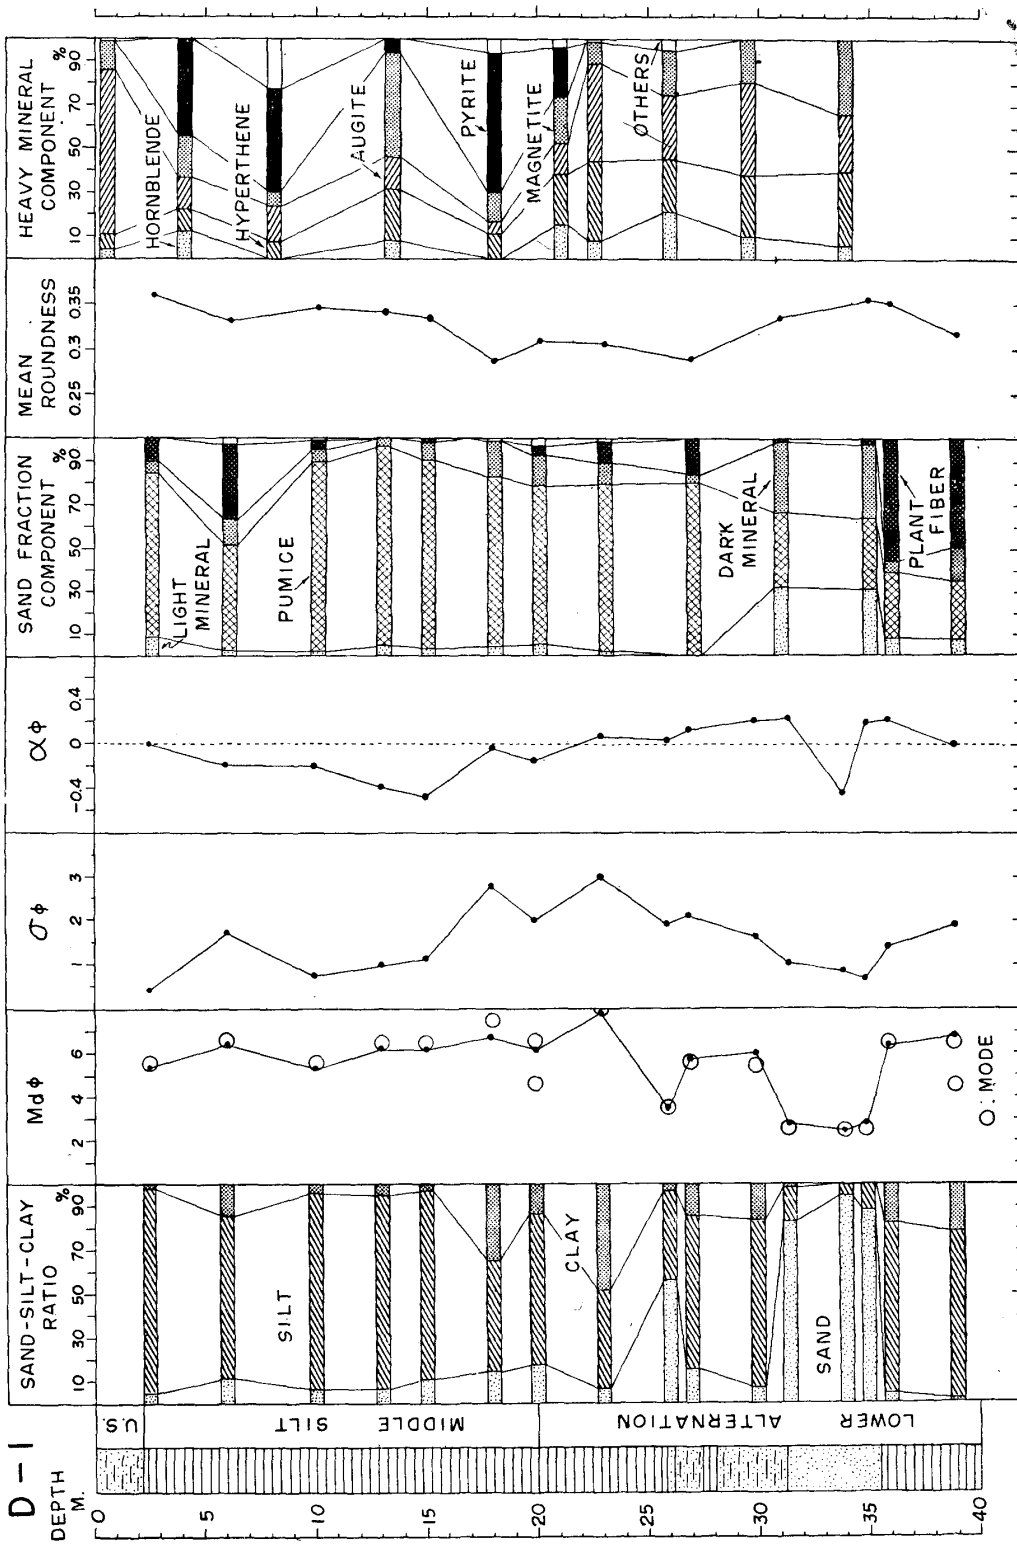 D-1
DEPTH
M.
0
5
10
15
20
25
30
35
40
U.S.
MIDDLE SILT
LOWER ALTERNATION
SAND-SILT-CLAY
RATIO
10
30
50
70
90
%
SILT
CLAY
SAND
Mdφ
2
4
6
O: MODE
σφ
1
2
3
αφ
-0.4
0
0.4
SAND FRACTION
COMPONENT
10
30
50
70
90
%
LIGHT
MINERAL
PUMICE
DARK
MINERAL
PLANT
FIBER
MEAN
ROUNDNESS
0.25
0.3
0.35
HEAVY MINERAL
COMPONENT
10
30
50
70
90
%
HORNBLENDE
HYPERTHENE
AUGITE
PYRITE
MAGNETITE
OTHERS